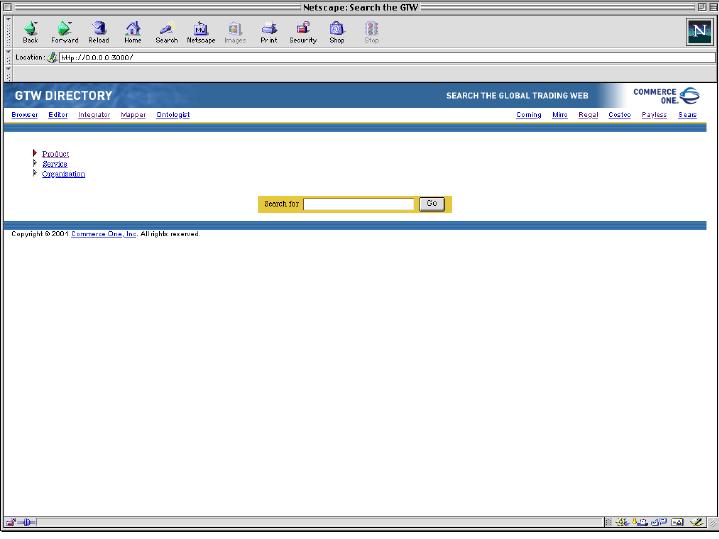 Netscape: Search the GTW
Back Forward Reload Home Search Netscape Images Print Security Shop Stop
N
Location: http://0.0.0.0:3000/
GTW DIRECTORY SEARCH THE GLOBAL TRADING WEB COMMERCE ONE.
Browser Editor Integrator Mapper Ontologist Corning Miro Regal Costco Payless Sears
Product
Service
Organization
Search for Go
Copyright © 2001 Commerce One, Inc. All rights reserved.